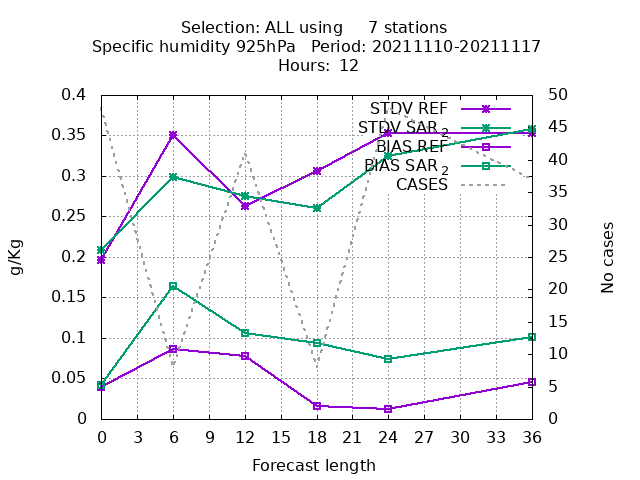 Selection: ALL using     7 stations
Specific humidity 925hPa   Period: 20211110-20211117
Hours: 12
STDV REF
STDV SAR_2
BIAS REF
BIAS SAR_2
CASES
g/Kg
0.4
0.35
0.3
0.25
0.2
0.15
0.1
0.05
0
No cases
50
45
40
35
30
25
20
15
10
5
0
0 3 6 9 12 15 18 21 24 27 30 33 36
Forecast length